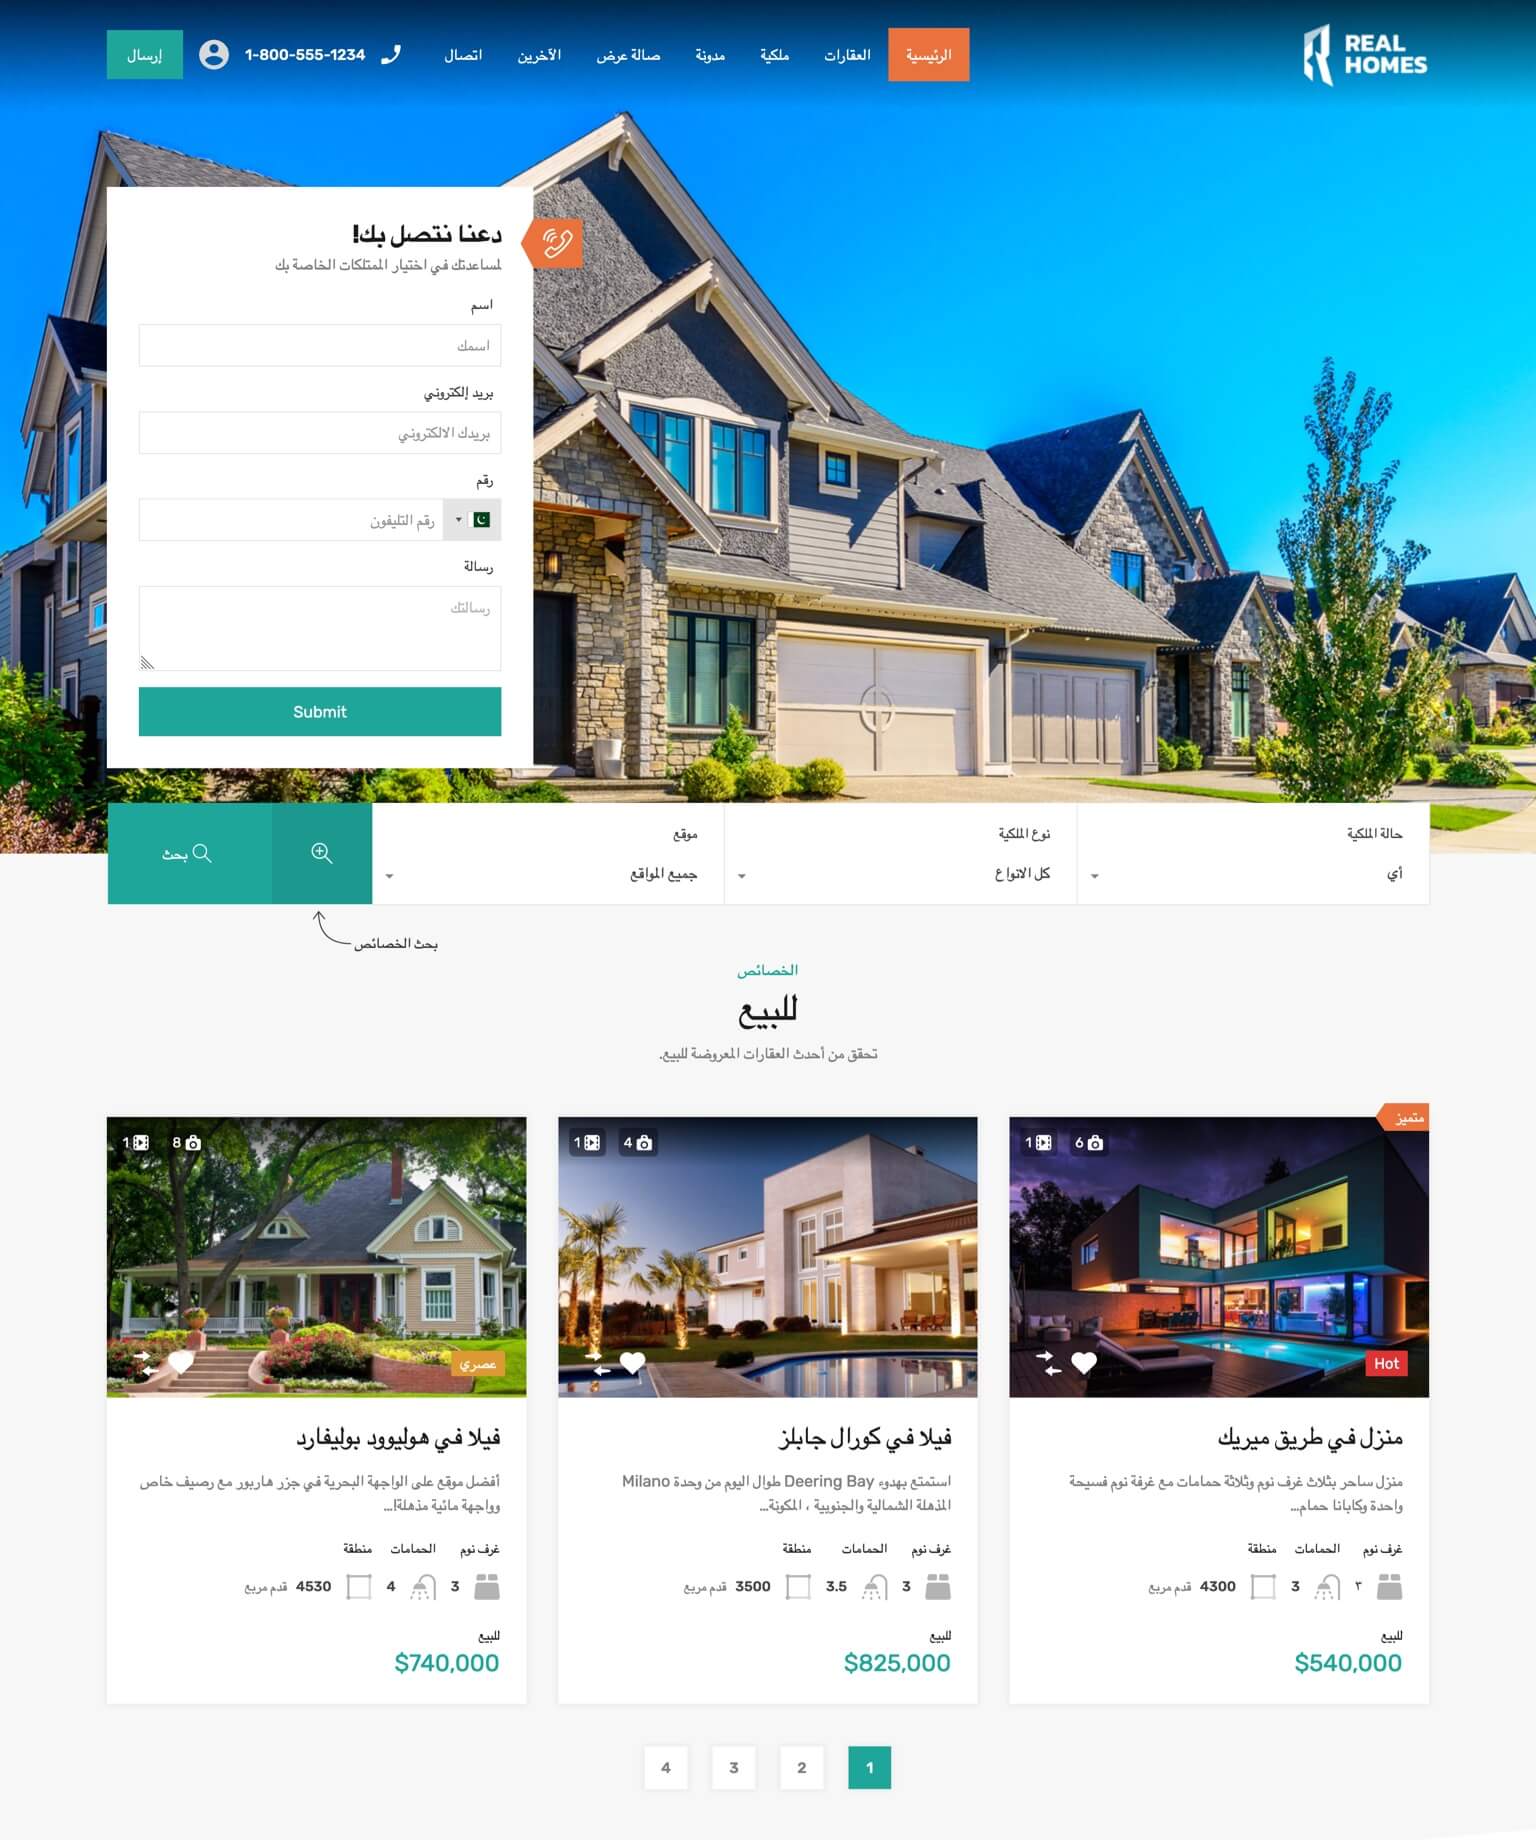 REAL
HOMES
الرئيسية
العقارات
ملكية
مدونة
صالة عرض
الآخرين
اتصال
1-800-555-1234
إرسال
دعنا نتصل بك!
لمساعدتك في اختيار الممتلكات الخاصة بك
اسم
اسمك
بريد إلكتروني
بريدك الالكتروني
رقم
رقم التليفون
رسالة
رسالتك
Submit
حالة الملكية
أي
نوع الملكية
كل الانواع
موقع
جميع المواقع
بحث
بحث الخصائص
الخصائص
للبيع
تحقق من أحدث العقارات المعروضة للبيع.
متميز
6
1
Hot
منزل في طريق ميريك
منزل ساحر بثلاث غرف نوم وثلاثة حمامات مع غرفة نوم فسيحة
واحدة وكابانا حمام...
غرف نوم الحمامات منطقة
٣ 3 4300 قدم مربع
للبيع
$540,000
4
1
فيلا في كورال جابلز
استمتع بهدوء Deering Bay طوال اليوم من وحدة Milano
المذهلة الشمالية والجنوبية ، المكونة...
غرف نوم الحمامات منطقة
3 3.5 3500 قدم مربع
للبيع
$825,000
8
1
عصري
فيلا في هوليوود بوليفارد
أفضل موقع على الواجهة البحرية في جزر هاربور مع رصيف خاص
وواجهة مائية مذهلة!...
غرف نوم الحمامات منطقة
3 4 4530 قدم مربع
للبيع
$740,000
1
2
3
4